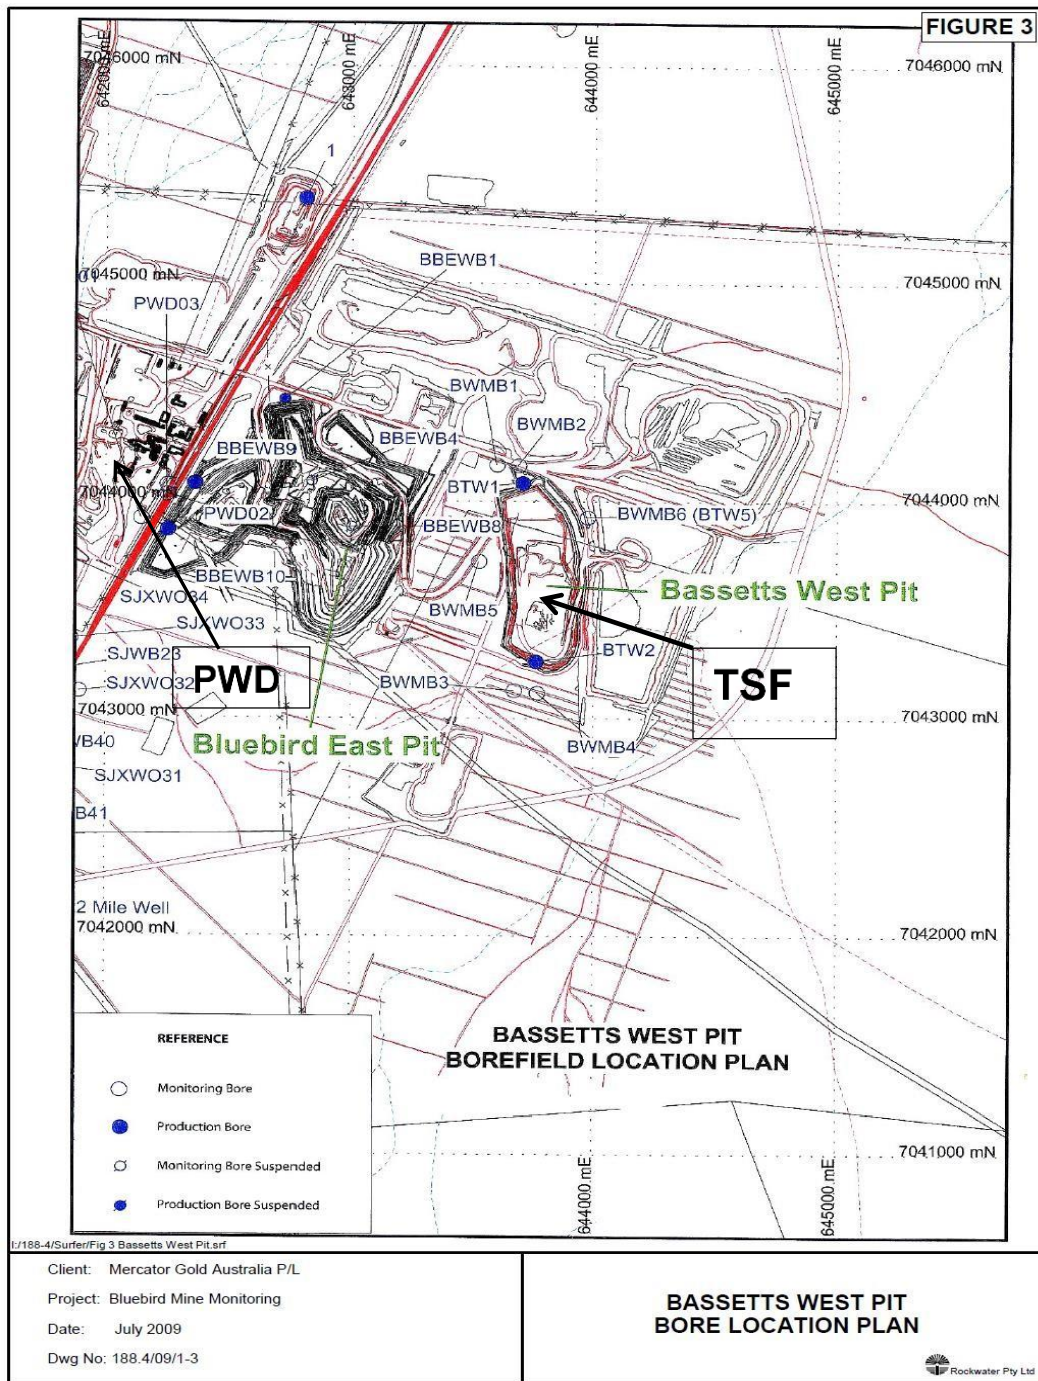 FIGURE 3
642000 mE
643000 mE
644000 mE
645000 mE
7046000 mN
7046000 mN
1
BBEWB1
7045000 mN
7045000 mN
PWD03
BWMB1
BWMB2
BBEWB4
BBEWB9
BTW1
7044000 mN
7044000 mN
PWD02
BBEWB8
BWMB6 (BTW5)
BBEWB10
Bassetts West Pit
SJXWO34
BWMB5
SJXWO33
SJWB23
BTW2
PWD
TSF
SJXWO32
BWMB3
7043000 mN
7043000 mN
Bluebird East Pit
BWMB4
VB40
SJXWO31
B41
2 Mile Well
7042000 mN
7042000 mN
BASSETTS WEST PIT
BOREFIELD LOCATION PLAN
REFERENCE
Monitoring Bore
Production Bore
Monitoring Bore Suspended
Production Bore Suspended
7041000 mN
644000 mE
645000 mE
I:/188-4/Surfer/Fig 3 Bassetts West Pit.srf
Client: Mercator Gold Australia P/L
Project: Bluebird Mine Monitoring
Date: July 2009
Dwg No: 188.4/09/1-3
BASSETTS WEST PIT
BORE LOCATION PLAN
Rockwater Pty Ltd